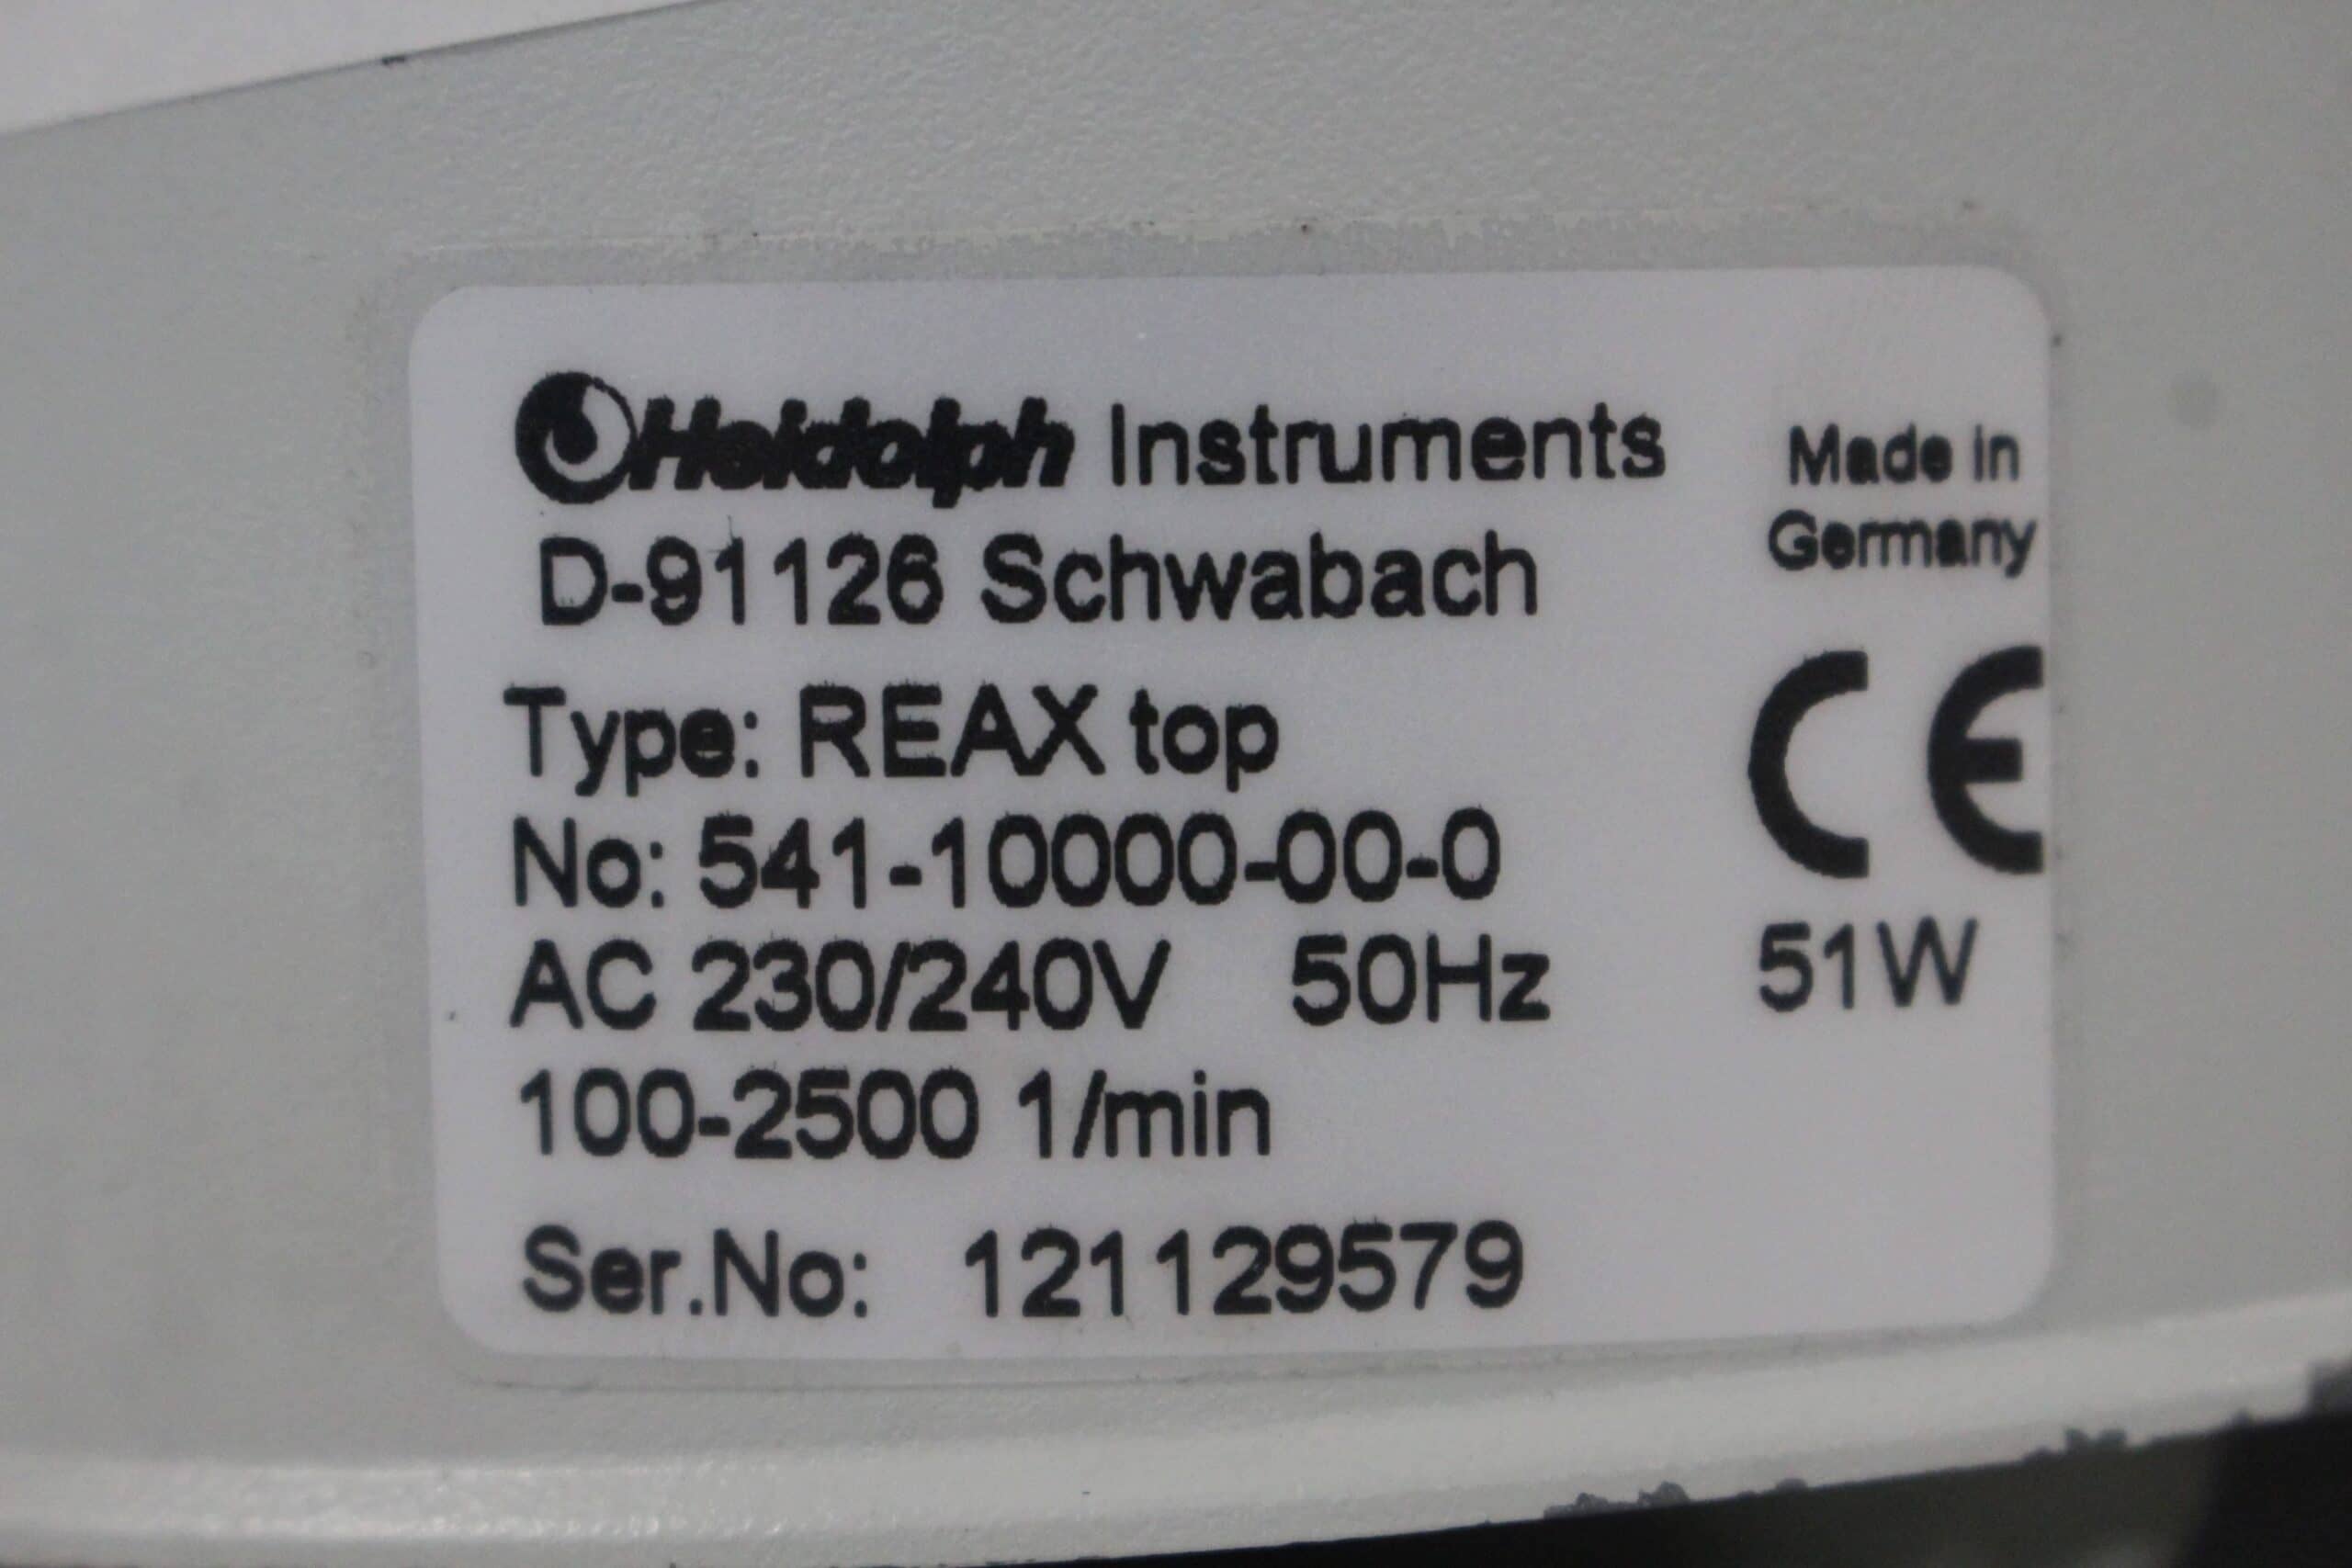 Heidolph Instruments
Made in
Germany
D-91126 Schwabach
Type: REAX top
No: 541-10000-00-0
CE
AC 230/240V 50Hz 51W
100-2500 1/min
Ser.No: 121129579